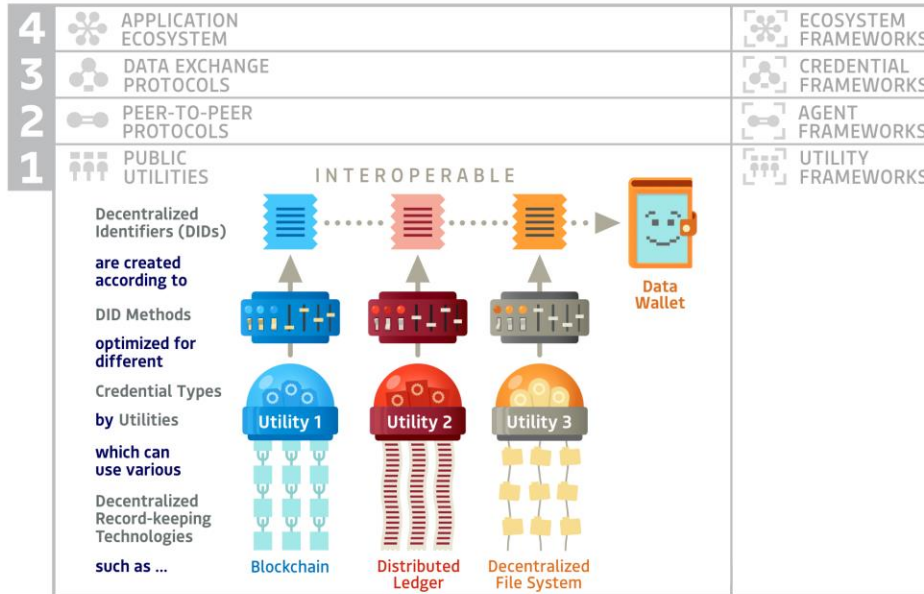 4
APPLICATION
ECOSYSTEM
ECOSYSTEM
FRAMEWORKS
3
DATA EXCHANGE
PROTOCOLS
CREDENTIAL
FRAMEWORKS
2
PEER-TO-PEER
PROTOCOLS
AGENT
FRAMEWORKS
1
PUBLIC
UTILITIES
UTILITY
FRAMEWORKS
INTEROPERABLE
Decentralized
Identifiers (DIDs)
are created
according to
Data
Wallet
DID Methods
optimized for
different
Credential Types
by Utilities
Utility 1
Utility 2
Utility 3
which can
use various
Decentralized
Record-keeping
Technologies
such as ...
Blockchain
Distributed
Ledger
Decentralized
File System